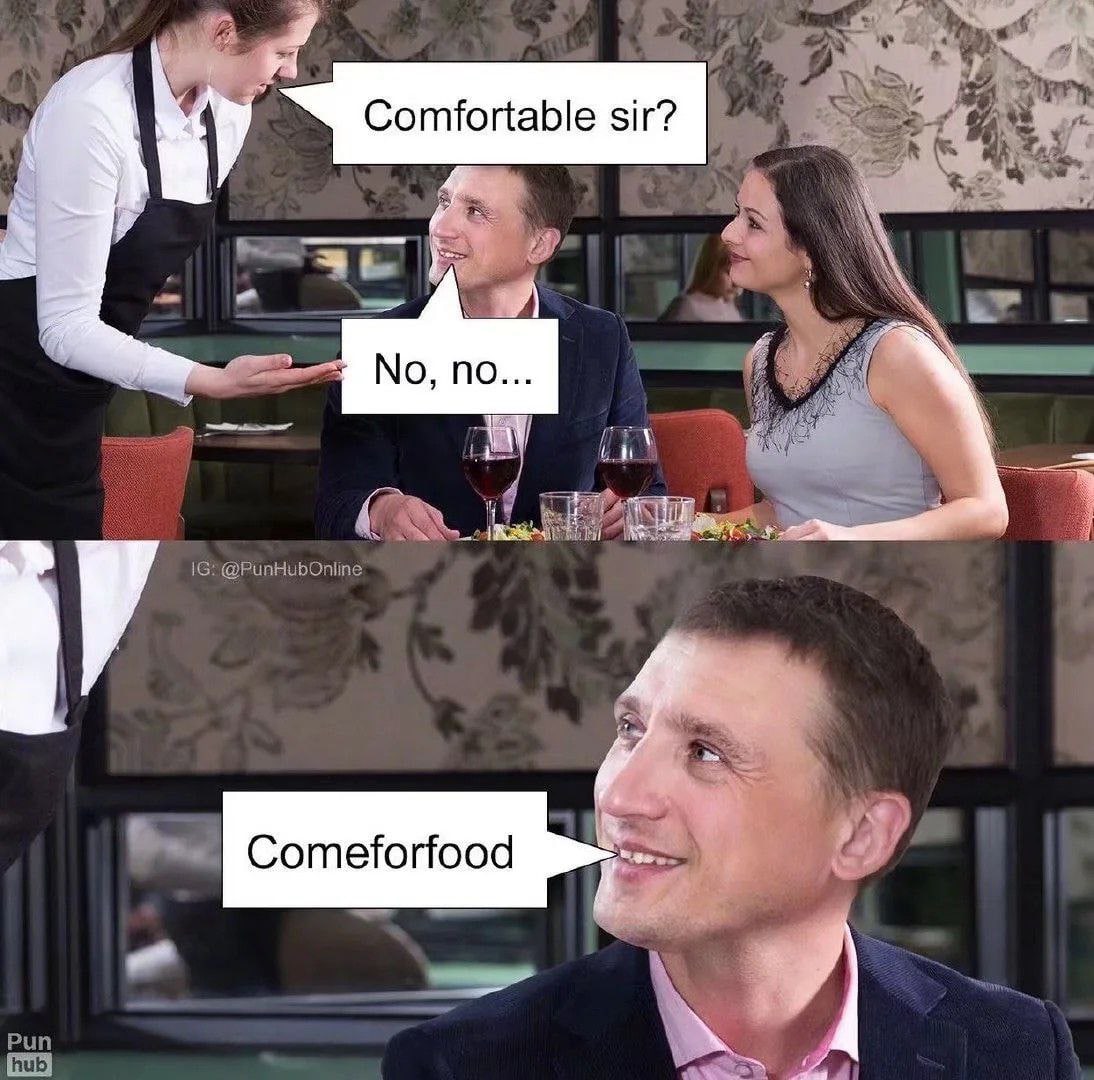 Comfortable sir?
No, no...
IG: @PunHubOnline
Comeforfood
Pun
hub